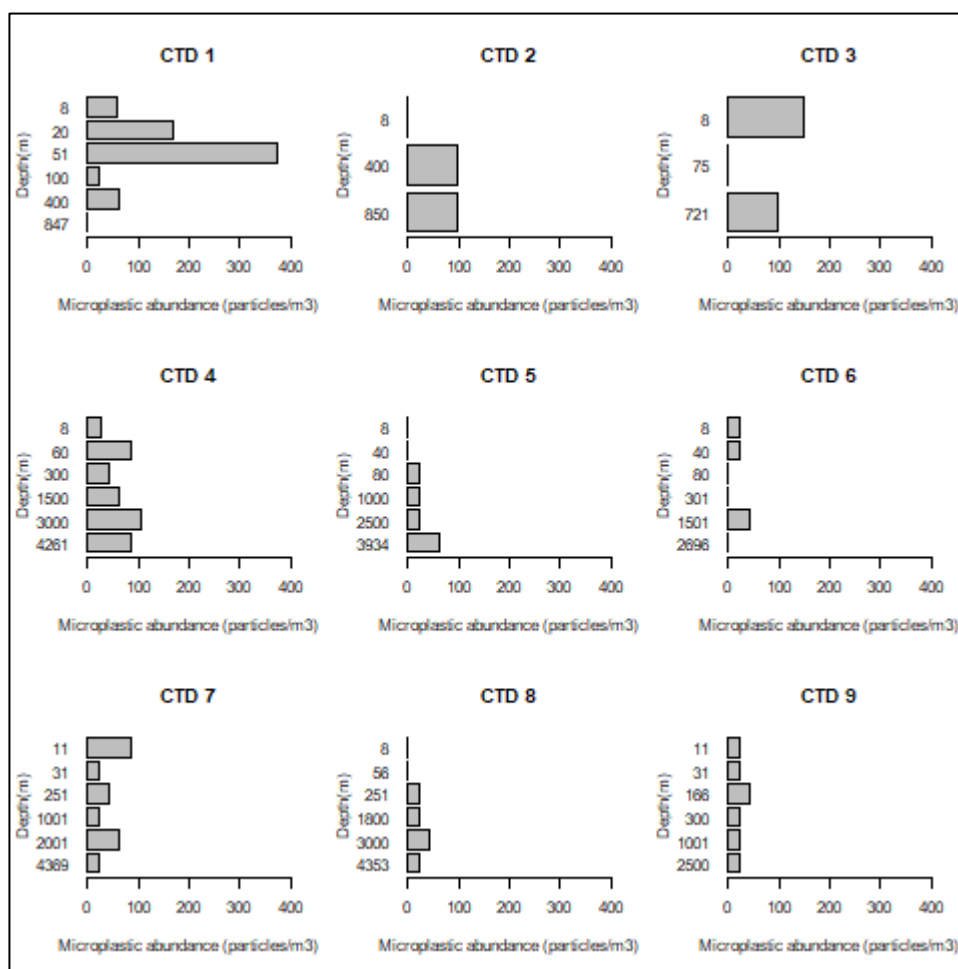 CTD 1
Depth(m)
8
20
51
100
400
847
0 100 200 300 400
Microplastic abundance (particles/m3)
CTD 2
Depth(m)
8
400
850
0 100 200 300 400
Microplastic abundance (particles/m3)
CTD 3
Depth(m)
8
75
721
0 100 200 300 400
Microplastic abundance (particles/m3)
CTD 4
Depth(m)
8
60
300
1500
3000
4261
0 100 200 300 400
Microplastic abundance (particles/m3)
CTD 5
Depth(m)
8
40
80
1000
2500
3934
0 100 200 300 400
Microplastic abundance (particles/m3)
CTD 6
Depth(m)
8
40
80
301
1501
2696
0 100 200 300 400
Microplastic abundance (particles/m3)
CTD 7
Depth(m)
11
31
251
1001
2001
4369
0 100 200 300 400
Microplastic abundance (particles/m3)
CTD 8
Depth(m)
8
56
251
1800
3000
4353
0 100 200 300 400
Microplastic abundance (particles/m3)
CTD 9
Depth(m)
11
31
166
300
1001
2500
0 100 200 300 400
Microplastic abundance (particles/m3)